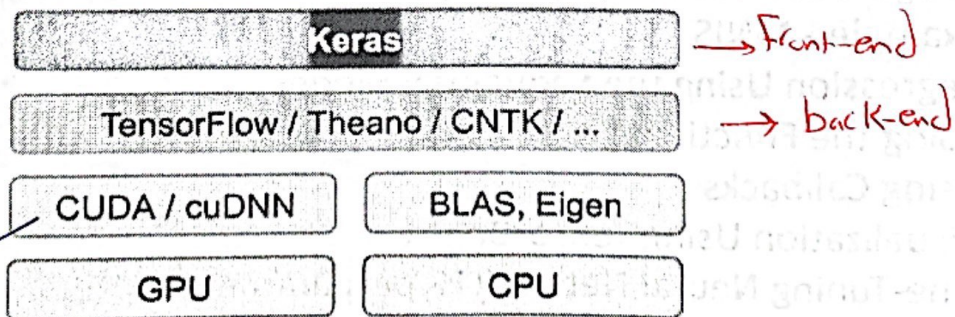 Keras → Front-end
TensorFlow / Theano / CNTK / ... → back-end
CUDA / cuDNN BLAS, Eigen
GPU CPU